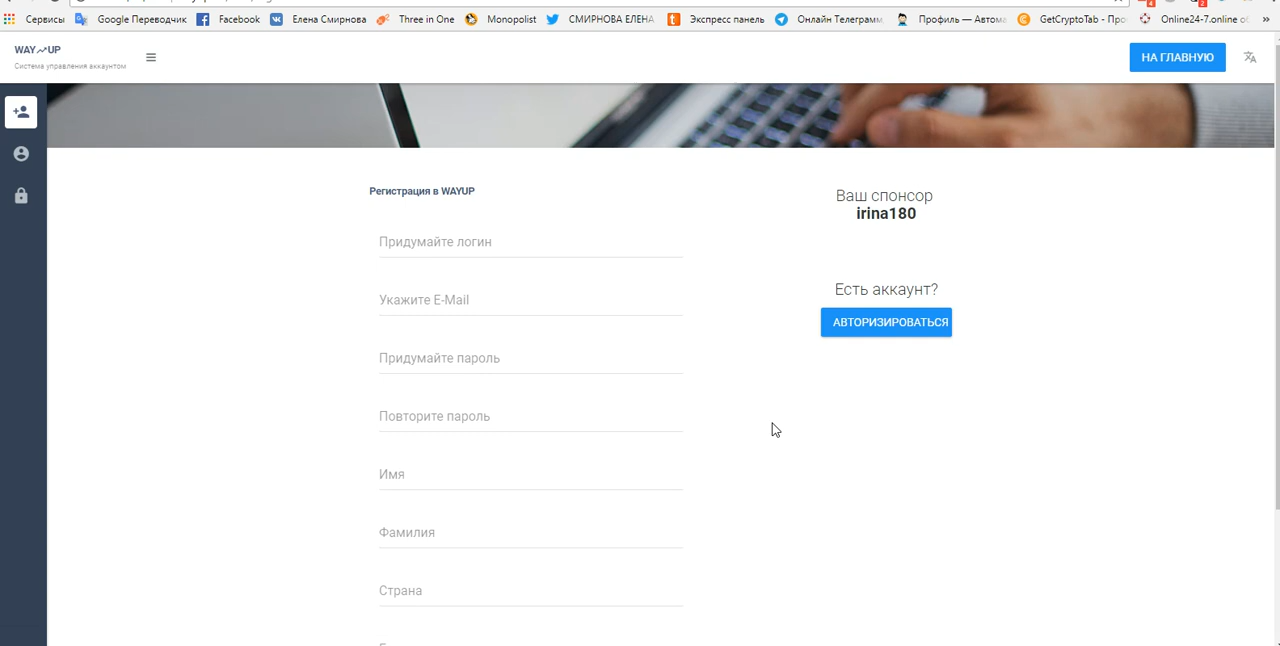 Сервисы Google Переводчик Facebook Елена Смирнова Three in One Monopolist СМИРНОВА ЕЛЕНА Экспресс панель Онлайн Телеграмм Профиль — Автома GetCryptoTab - Про Online24-7.online о »
WAY UP
Система управления аккаунтом
НА ГЛАВНУЮ
Регистрация в WAYUP
Ваш спонсор
irina180
Придумайте логин
Есть аккаунт?
Укажите E-Mail
АВТОРИЗИРОВАТЬСЯ
Придумайте пароль
Повторите пароль
Имя
Фамилия
Страна